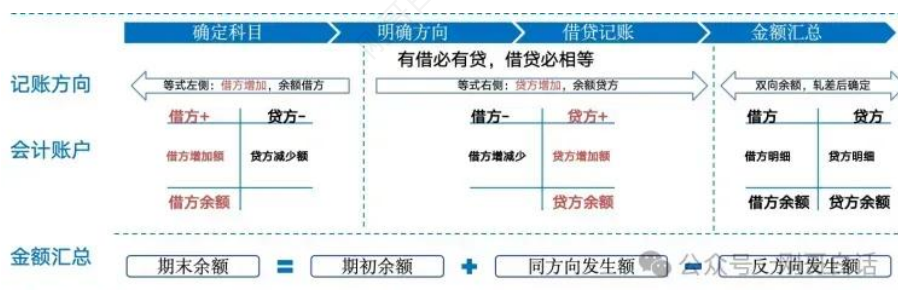 确定科目 明确方向 借贷记账 金额汇总
有借必有贷，借贷必相等
记账方向 等式左侧：借方增加，余额借方 等式右侧：贷方增加，余额贷方 双向余额，轧差后确定
借方+ 贷方- 借方- 贷方+ 借方 贷方
会计账户 借方增加额 贷方减少额 借方增减少 贷方增加额 借方明细 贷方明细
借方余额 贷方余额 借方余额 贷方余额
金额汇总 期末余额 = 期初余额 + 同方向发生额 - 反方向发生额
公众号